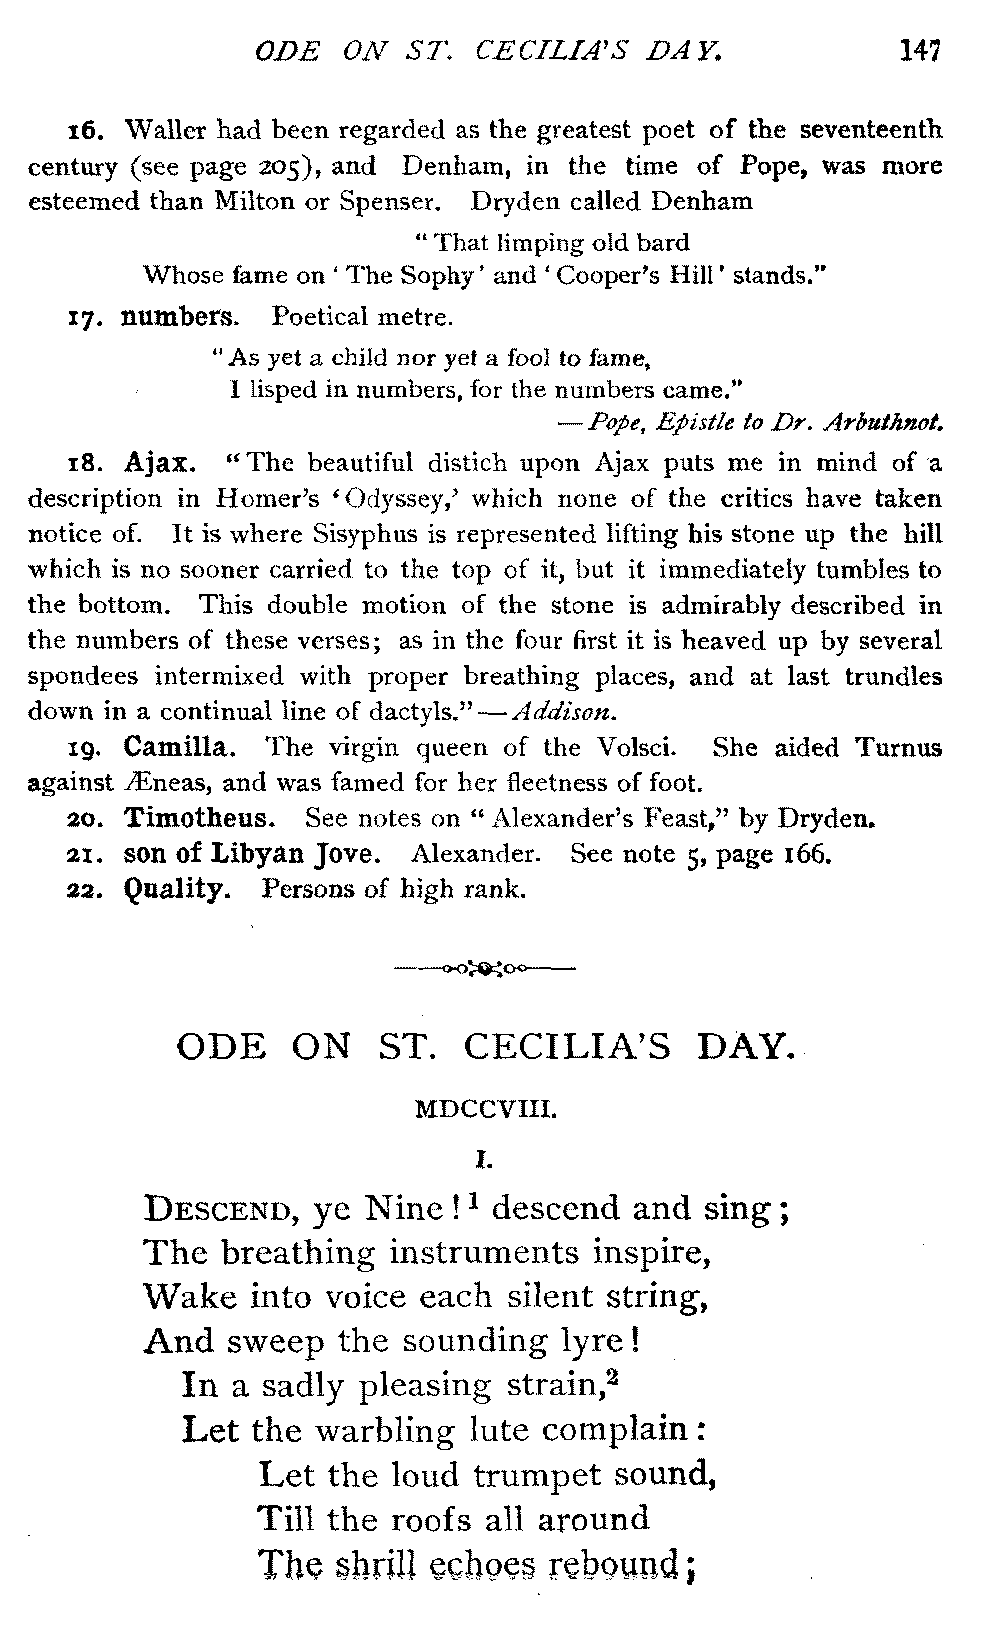 ODE ON ST. CECILIA'S DAY. 147
16. Waller had been regarded as the greatest poet of the seventeenth
century (see page 205), and Denham, in the time of Pope, was more
esteemed than Milton or Spenser. Dryden called Denham
"That limping old bard
Whose fame on 'The Sophy' and 'Cooper's Hill' stands."
17. numbers. Poetical metre.
"As yet a child nor yet a fool to fame,
I lisped in numbers, for the numbers came."
—Pope, Epistle to Dr. Arbuthnot.
18. Ajax. "The beautiful distich upon Ajax puts me in mind of a
description in Homer's 'Odyssey,' which none of the critics have taken
notice of. It is where Sisyphus is represented lifting his stone up the hill
which is no sooner carried to the top of it, but it immediately tumbles to
the bottom. This double motion of the stone is admirably described in
the numbers of these verses; as in the four first it is heaved up by several
spondees intermixed with proper breathing places, and at last trundles
down in a continual line of dactyls."—Addison.
19. Camilla. The virgin queen of the Volsci. She aided Turnus
against Æneas, and was famed for her fleetness of foot.
20. Timotheus. See notes on "Alexander's Feast," by Dryden.
21. son of Libyan Jove. Alexander. See note 5, page 166.
22. Quality. Persons of high rank.
ODE ON ST. CECILIA'S DAY.
MDCCVIII.
I.
DESCEND, ye Nine!¹ descend and sing;
The breathing instruments inspire,
Wake into voice each silent string,
And sweep the sounding lyre!
In a sadly pleasing strain,²
Let the warbling lute complain:
Let the loud trumpet sound,
Till the roofs all around
The shrill echoes rebound;